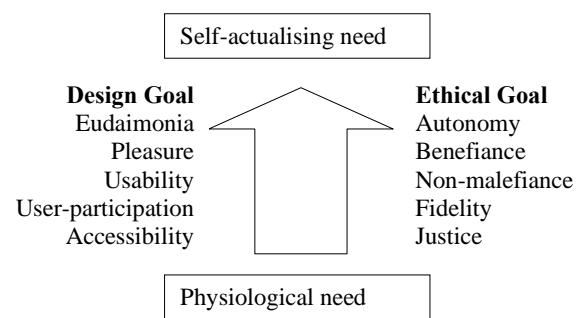 Self-actualising need
Design Goal
Eudaimonia
Pleasure
Usability
User-participation
Accessibility
Ethical Goal
Autonomy
Benefiance
Non-malefiance
Fidelity
Justice
Physiological need